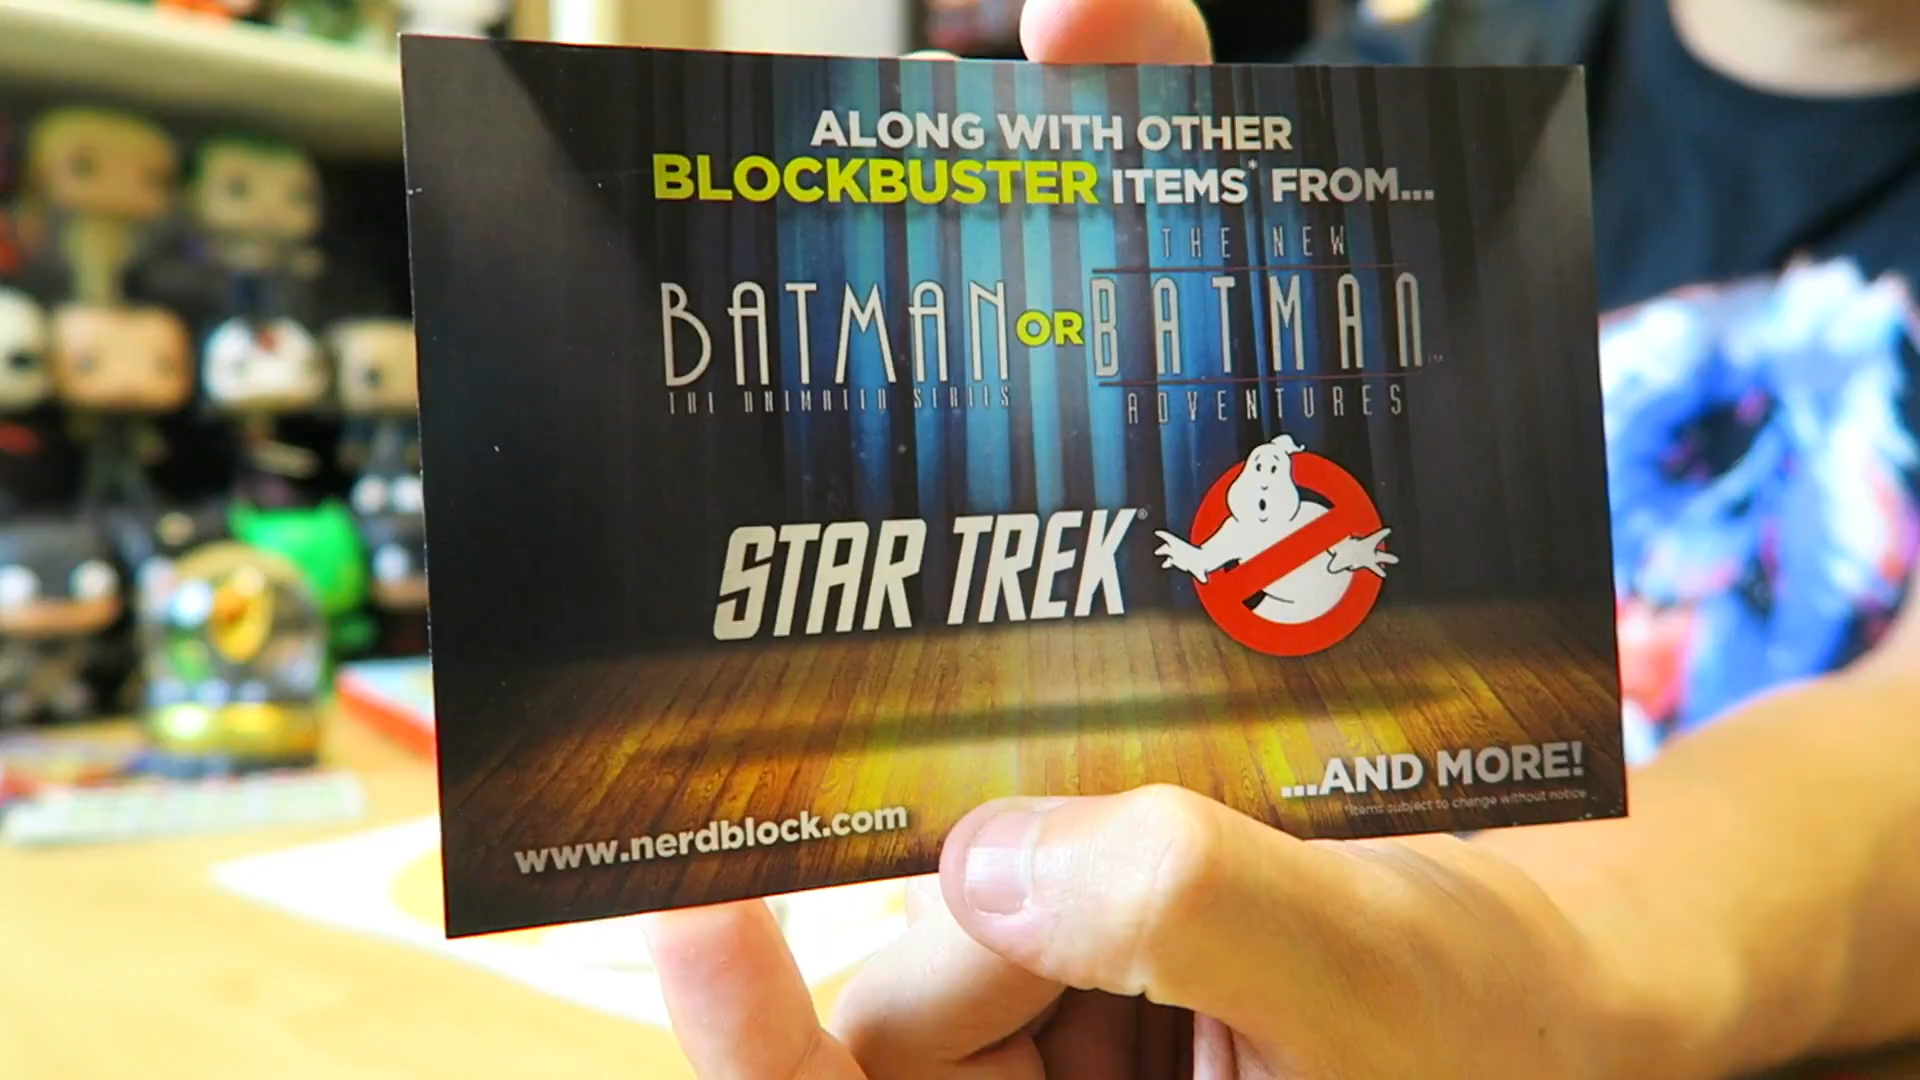 ALONG WITH OTHER
BLOCKBUSTER ITEMS* FROM...
BATMAN
THE ANIMATED SERIES
OR
THE NEW
BATMAN™
ADVENTURES
STAR TREK®
...AND MORE!
*Items subject to change without notice
www.nerdblock.com